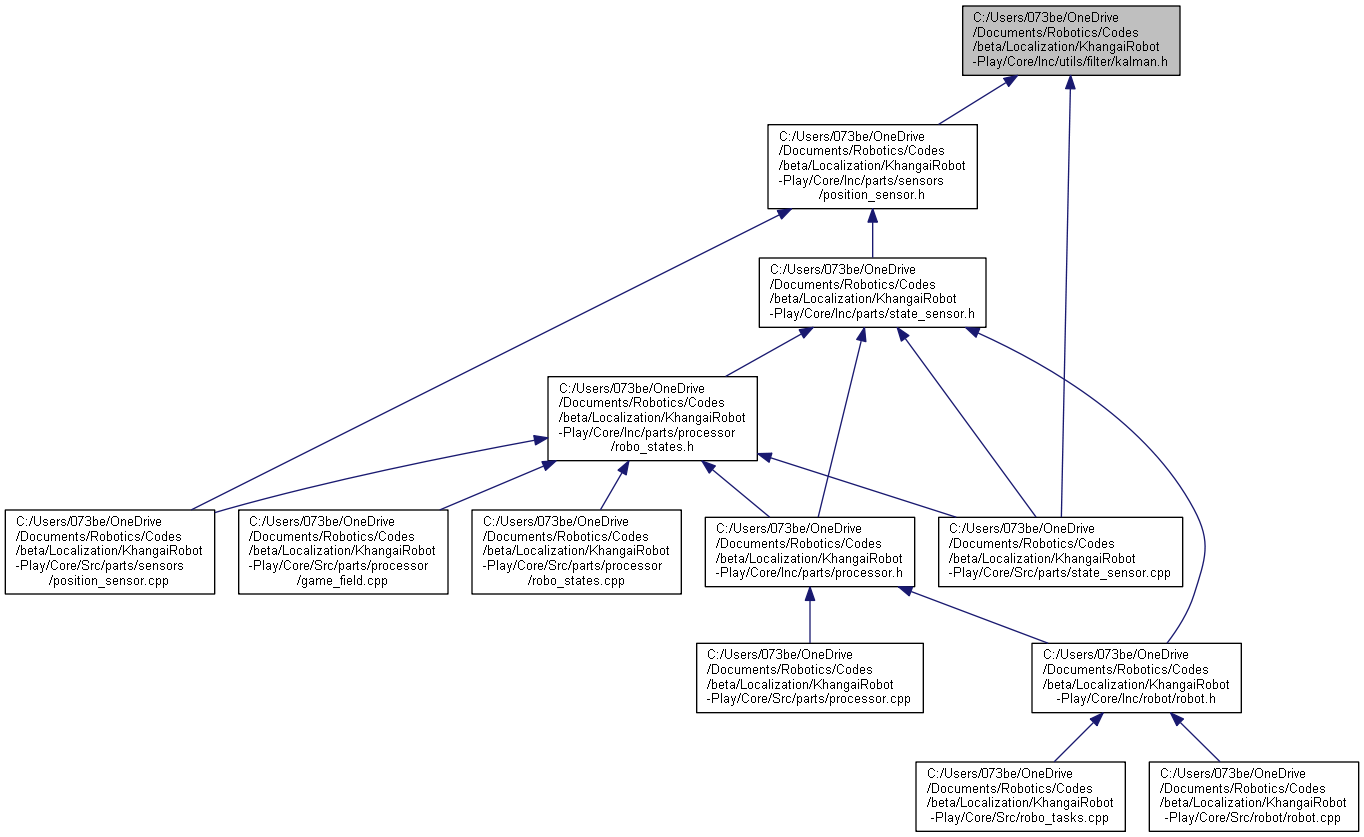 C:/Users/073be/OneDrive
/Documents/Robotics/Codes
/beta/Localization/KhangaiRobot
-Play/Core/Inc/utils/filter/kalman.h
C:/Users/073be/OneDrive
/Documents/Robotics/Codes
/beta/Localization/KhangaiRobot
-Play/Core/Inc/parts/sensors
/position_sensor.h
C:/Users/073be/OneDrive
/Documents/Robotics/Codes
/beta/Localization/KhangaiRobot
-Play/Core/Inc/parts/state_sensor.h
C:/Users/073be/OneDrive
/Documents/Robotics/Codes
/beta/Localization/KhangaiRobot
-Play/Core/Inc/parts/processor
/robo_states.h
C:/Users/073be/OneDrive
/Documents/Robotics/Codes
/beta/Localization/KhangaiRobot
-Play/Core/Src/parts/sensors
/position_sensor.cpp
C:/Users/073be/OneDrive
/Documents/Robotics/Codes
/beta/Localization/KhangaiRobot
-Play/Core/Src/parts/processor
/game_field.cpp
C:/Users/073be/OneDrive
/Documents/Robotics/Codes
/beta/Localization/KhangaiRobot
-Play/Core/Src/parts/processor
/robo_states.cpp
C:/Users/073be/OneDrive
/Documents/Robotics/Codes
/beta/Localization/KhangaiRobot
-Play/Core/Inc/parts/processor.h
C:/Users/073be/OneDrive
/Documents/Robotics/Codes
/beta/Localization/KhangaiRobot
-Play/Core/Src/parts/state_sensor.cpp
C:/Users/073be/OneDrive
/Documents/Robotics/Codes
/beta/Localization/KhangaiRobot
-Play/Core/Src/parts/processor.cpp
C:/Users/073be/OneDrive
/Documents/Robotics/Codes
/beta/Localization/KhangaiRobot
-Play/Core/Inc/robot/robot.h
C:/Users/073be/OneDrive
/Documents/Robotics/Codes
/beta/Localization/KhangaiRobot
-Play/Core/Src/robo_tasks.cpp
C:/Users/073be/OneDrive
/Documents/Robotics/Codes
/beta/Localization/KhangaiRobot
-Play/Core/Src/robot/robot.cpp